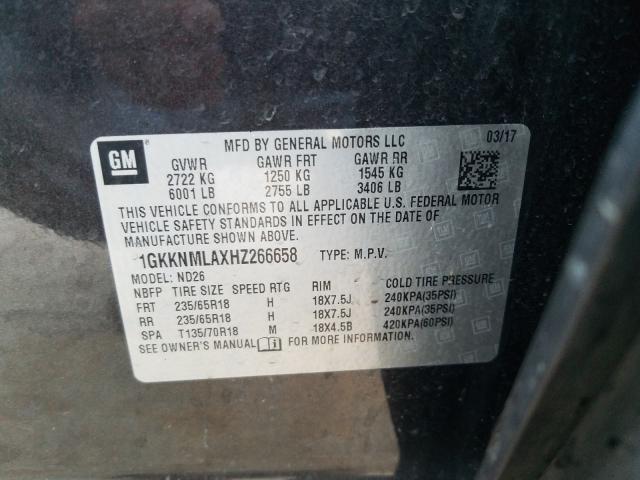 GM
MFD BY GENERAL MOTORS LLC 03/17
GVWR GAWR FRT GAWR RR
2722 KG 1250 KG 1545 KG
6001 LB 2755 LB 3406 LB
THIS VEHICLE CONFORMS TO ALL APPLICABLE U.S. FEDERAL MOTOR
VEHICLE SAFETY STANDARDS IN EFFECT ON THE DATE OF
MANUFACTURE SHOWN ABOVE.
1GKKNMLAXHZ266658 TYPE: M.P.V.
MODEL: ND26
NBFP TIRE SIZE SPEED RTG RIM COLD TIRE PRESSURE
FRT 235/65R18 H 18X7.5J 240KPA(35PSI)
RR 235/65R18 H 18X7.5J 240KPA(35PSI)
SPA T135/70R18 M 18X4.5B 420KPA(60PSI)
SEE OWNER'S MANUAL FOR MORE INFORMATION.